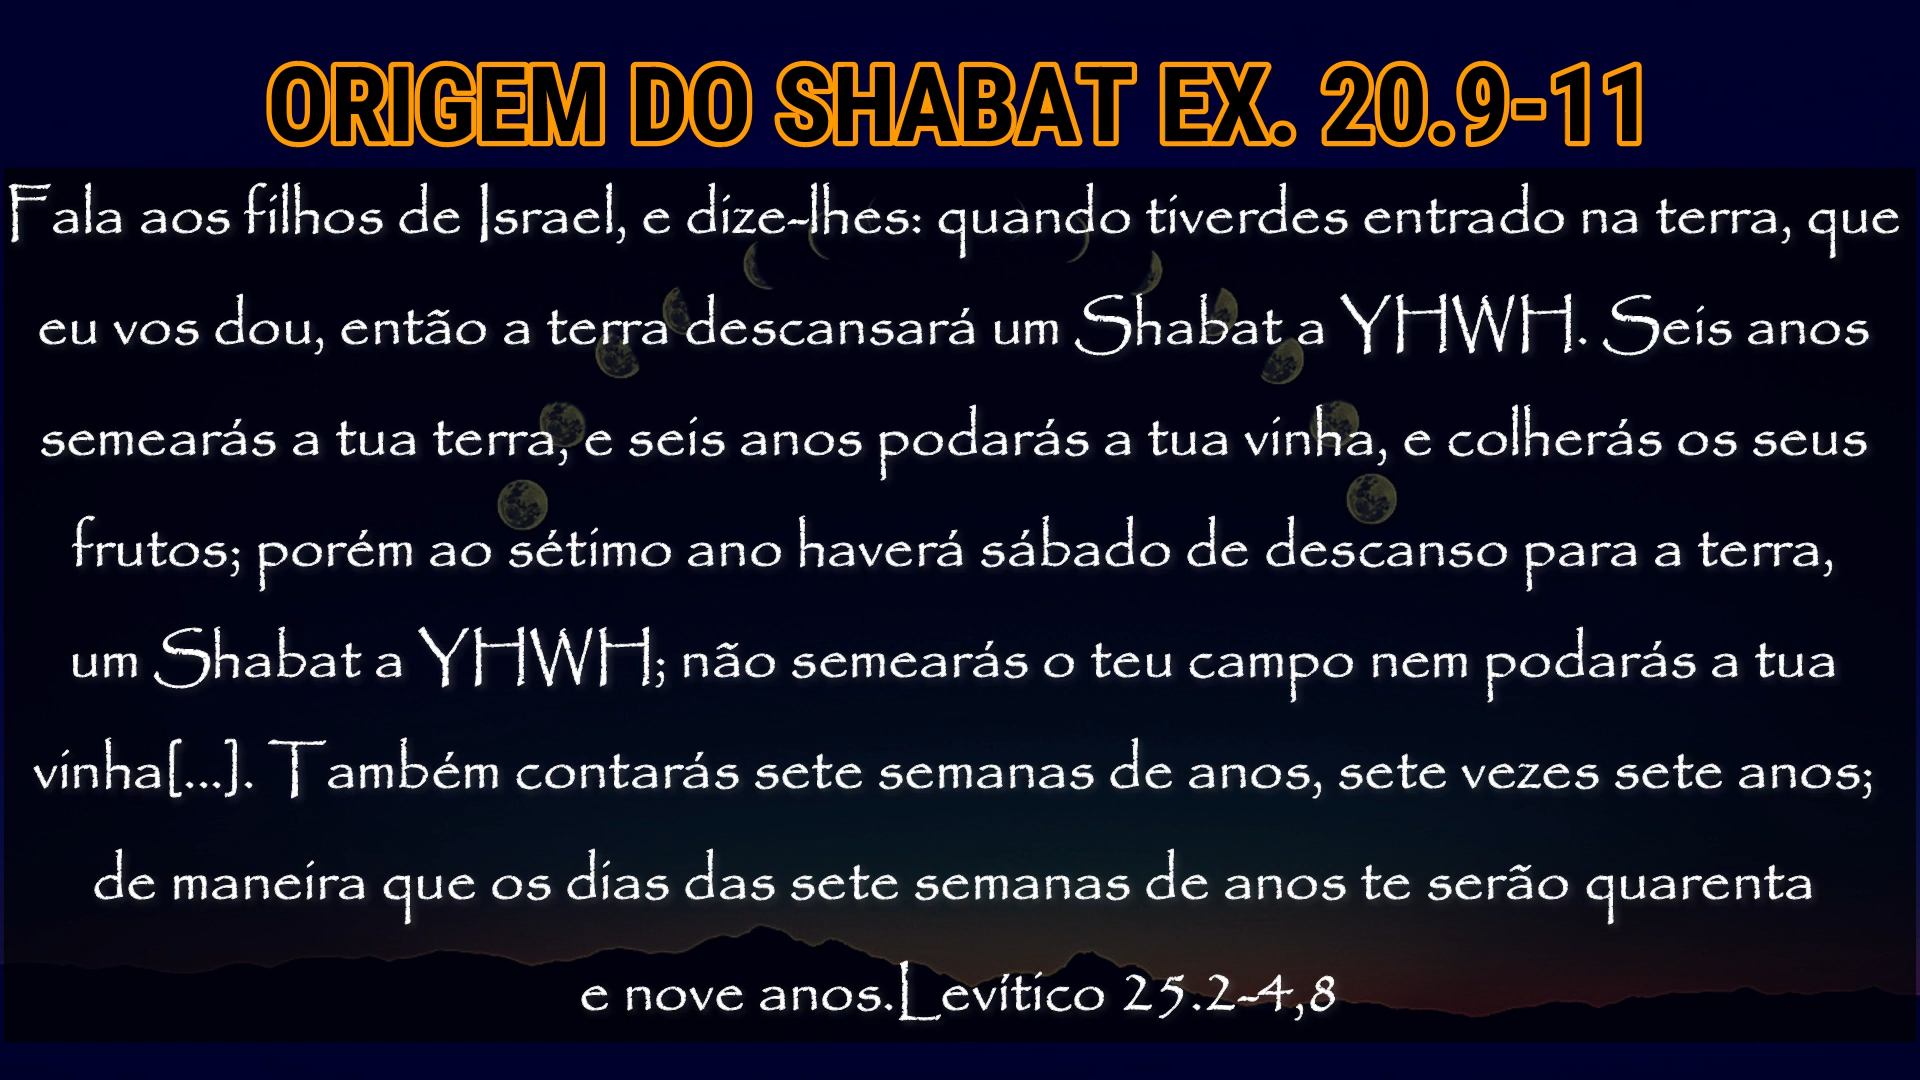 ORIGEM DO SHABAT EX. 20.9-11
Fala aos filhos de Israel, e dize-lhes: quando tiverdes entrado na terra, que
eu vos dou, então a terra descansará um Shabat a YHWH. Seis anos
semearás a tua terra, e seis anos podarás a tua vinha, e colherás os seus
frutos; porém ao sétimo ano haverá sábado de descanso para a terra,
um Shabat a YHWH; não semearás o teu campo nem podarás a tua
vinha[...]. Também contarás sete semanas de anos, sete vezes sete anos;
de maneira que os dias das sete semanas de anos te serão quarenta
e nove anos.Levítico 25.2-4,8